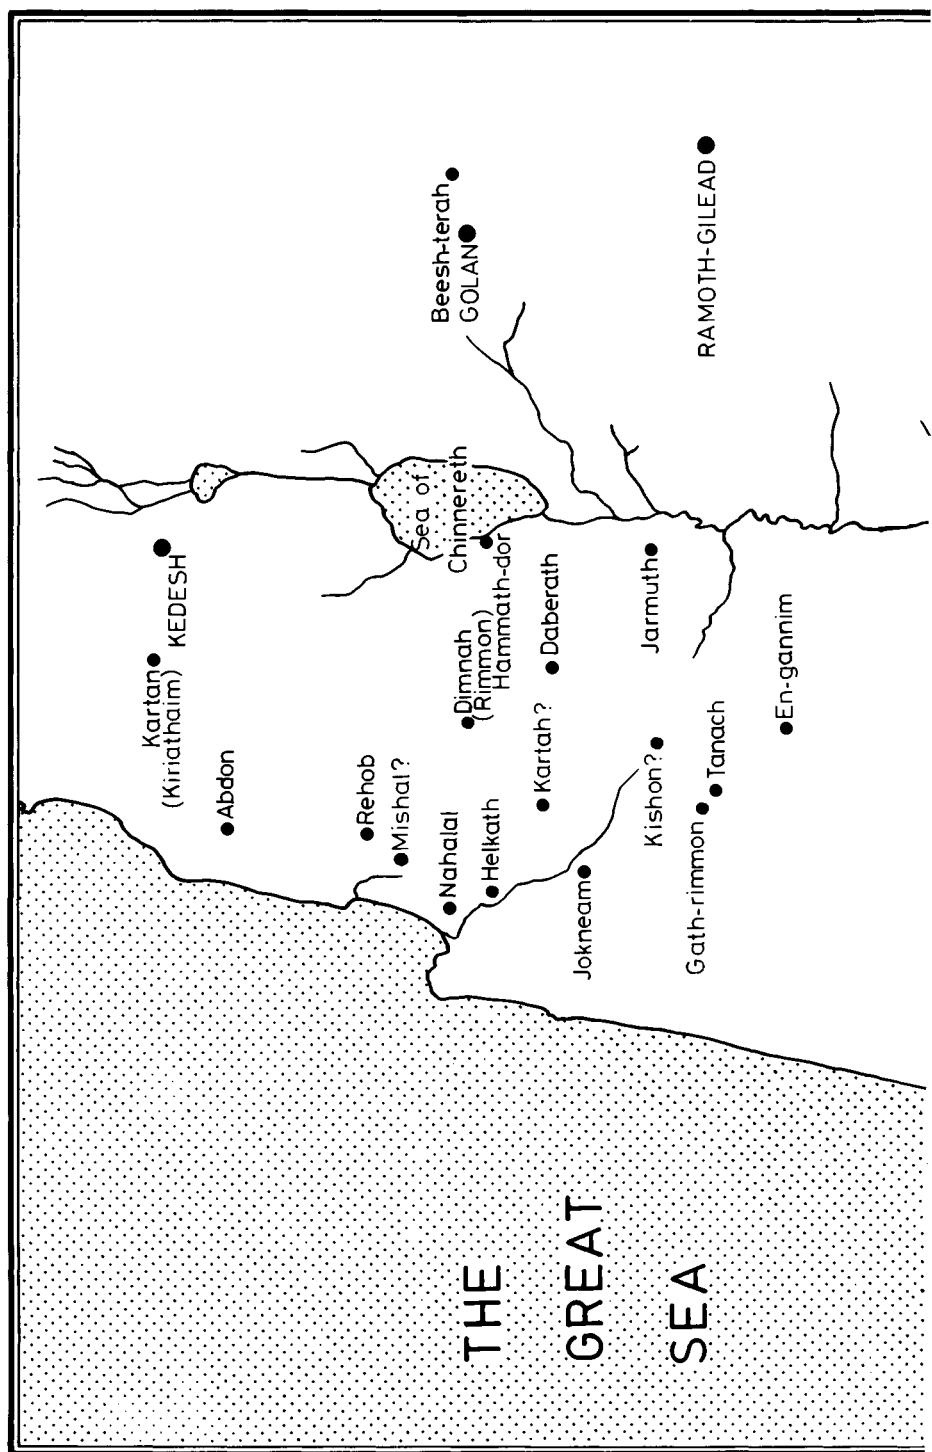 Kartan
(Kiriathaim)
KEDESH
Abdon
Rehob
Mishal?
Sea of
Chinnereth
Beesh-terah
GOLAN
Nahalal
Helkath
Dimnah
(Rimmon)
Hammath-dor
Kartah?
Daberath
Jokneam
Kishon?
Jarmuth
Gath-rimmon
Tanach
RAMOTH-GILEAD
En-gannim
THE
GREAT
SEA